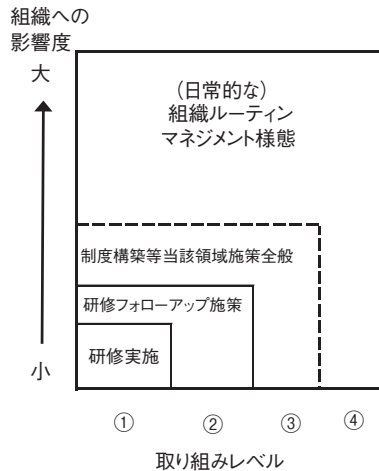 組織への
影響度
大
（日常的な）
組織ルーティン
マネジメント様態
制度構築等当該領域施策全般
研修フォローアップ施策
研修実施
小
① ② ③ ④
取り組みレベル